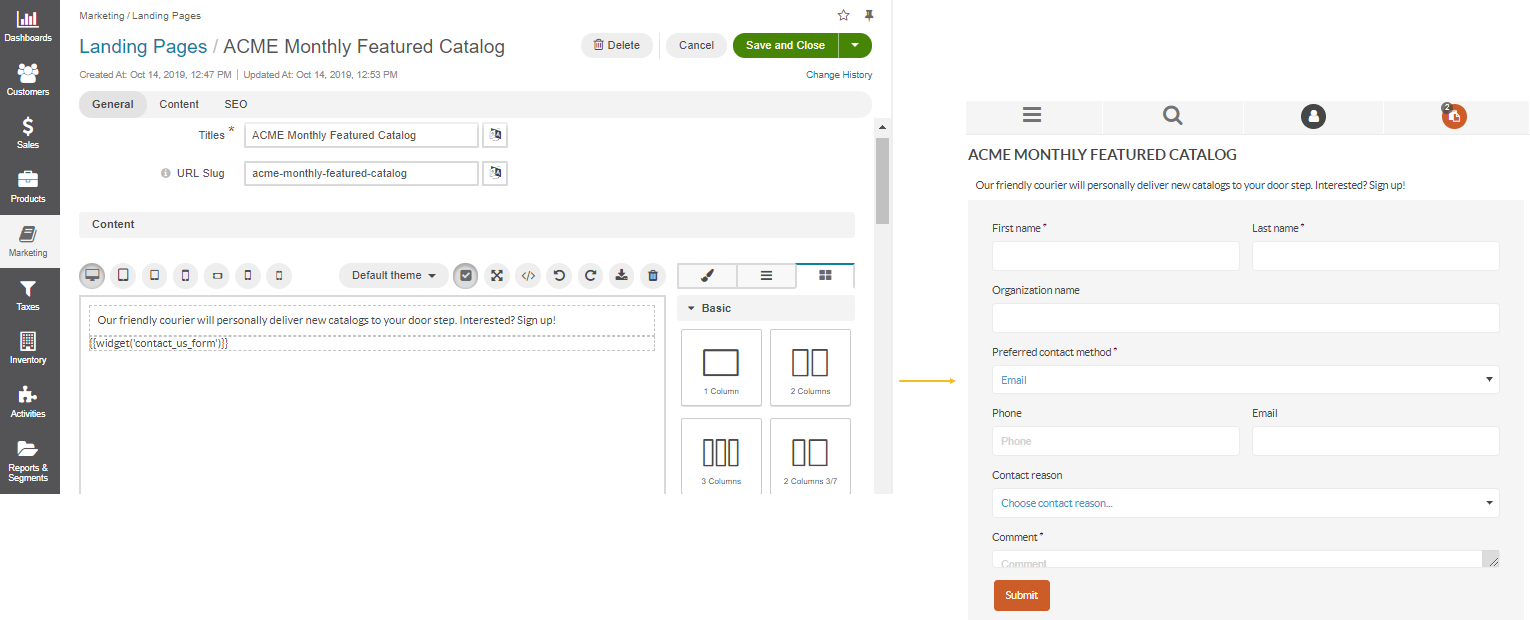 Dashboards
Customers
Sales
Products
Marketing
Taxes
Inventory
Activities
Reports &
Segments
Marketing / Landing Pages
Landing Pages / ACME Monthly Featured Catalog
Delete
Cancel
Save and Close
Created At: Oct 14, 2019, 12:47 PM | Updated At: Oct 14, 2019, 12:53 PM
Change History
General Content SEO
Titles * ACME Monthly Featured Catalog
URL Slug acme-monthly-featured-catalog
Content
Default theme
Our friendly courier will personally deliver new catalogs to your door step. Interested? Sign up!
{{widget('contact_us_form')}}
Basic
1 Column 2 Columns
3 Columns 2 Columns 3/7
2
ACME MONTHLY FEATURED CATALOG
Our friendly courier will personally deliver new catalogs to your door step. Interested? Sign up!
First name * Last name *
Organization name
Preferred contact method *
Email
Phone Email
Phone
Contact reason
Choose contact reason...
Comment *
Comment
Submit